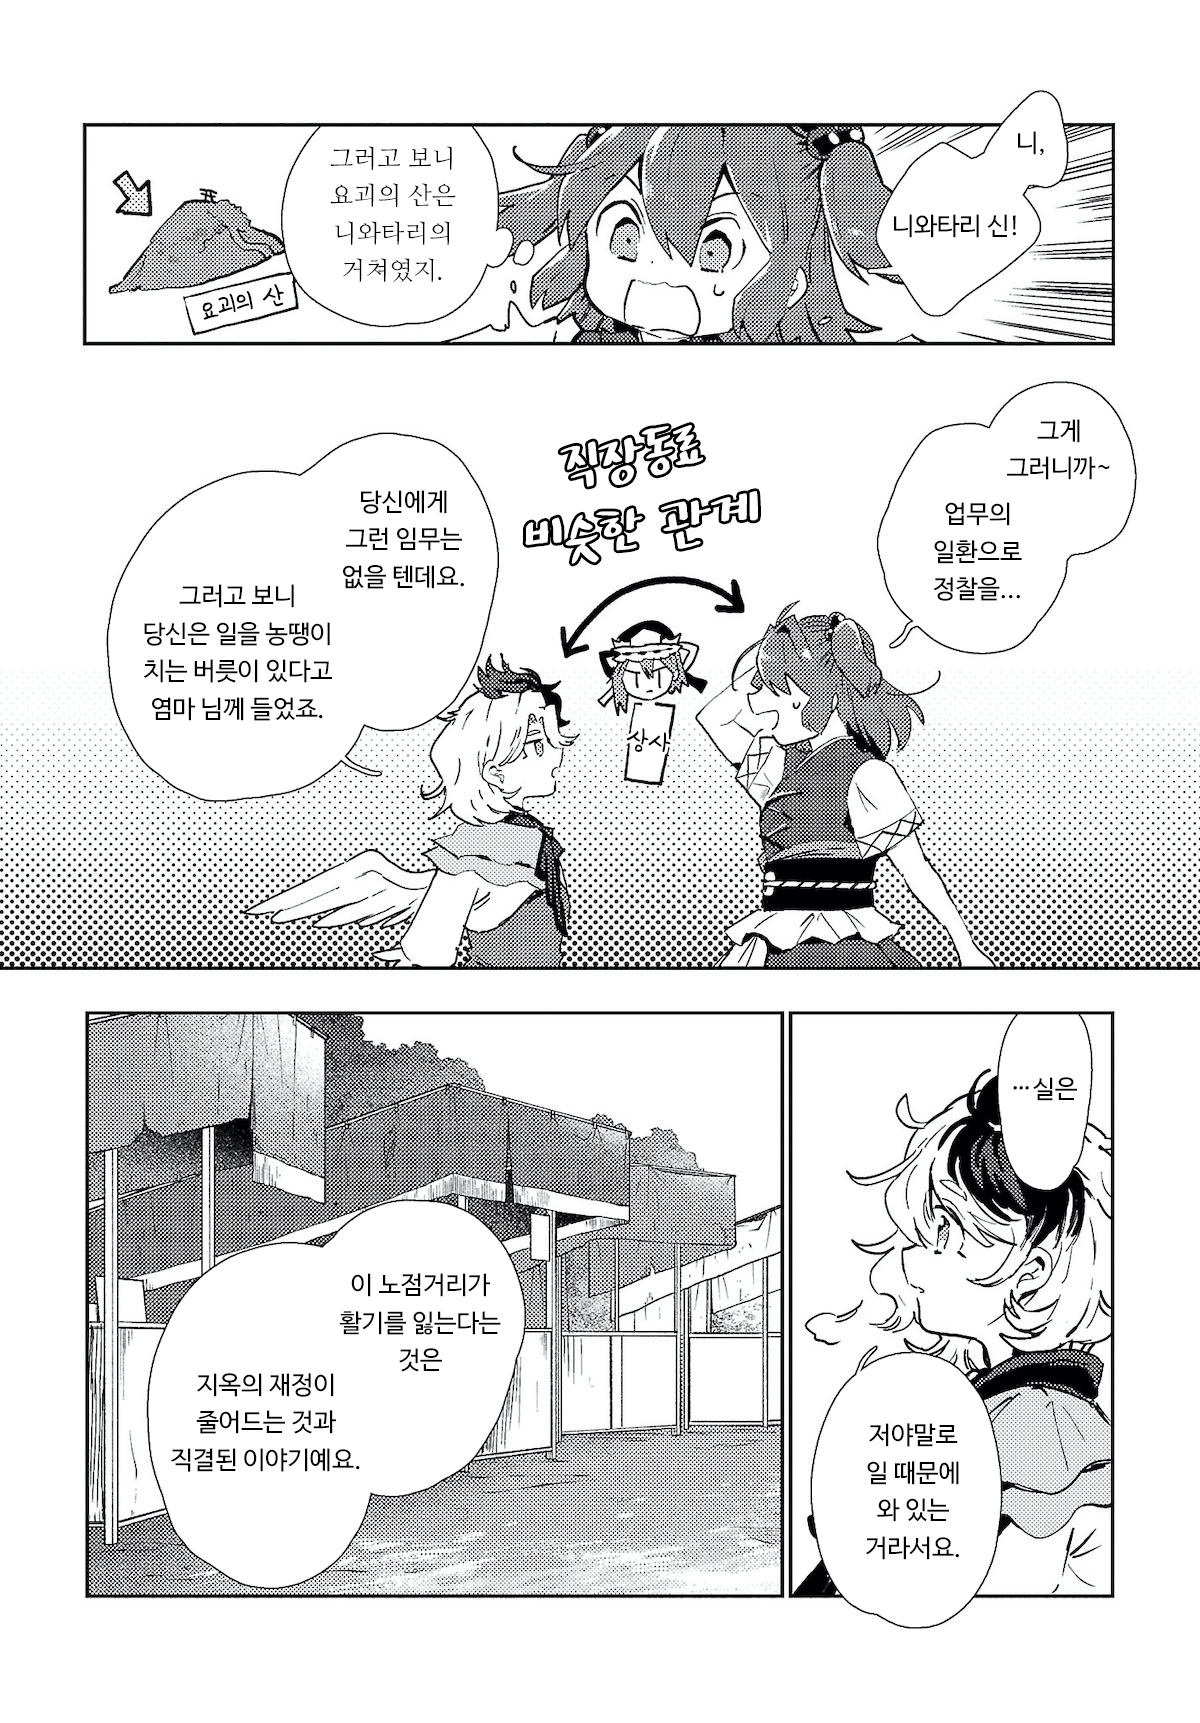 니,
니와타리 신!
그러고 보니
요괴의 산은
니와타리의
거쳐였지.
요괴의 산
그게
그러니까~
업무의
일환으로
정찰을...
직장동료
비슷한 관계
상사
당신에게
그런 임무는
없을 텐데요.
그러고 보니
당신은 일을 농땡이
치는 버릇이 있다고
염마 님께 들었죠.
...실은
저야말로
일 때문에
와 있는
거라서요.
이 노점거리가
활기를 잃는다는
것은
지옥의 재정이
줄어드는 것과
직결된 이야기예요.